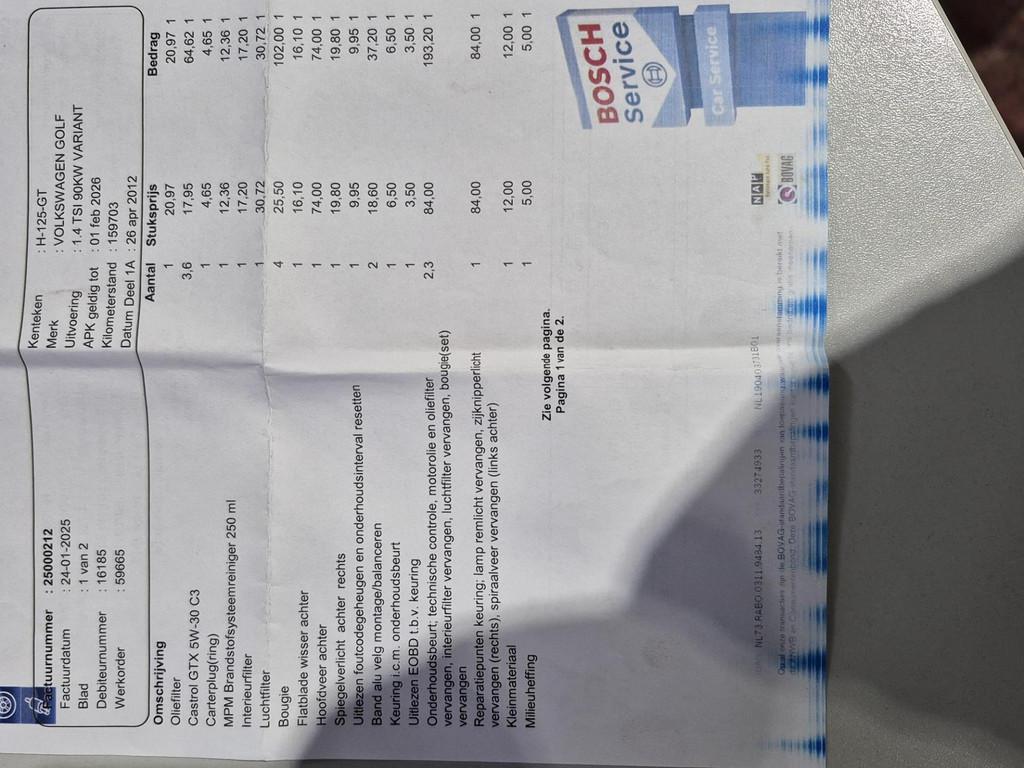 Factuurnummer : 25000212
Factuurdatum : 24-01-2025
Blad : 1 van 2
Debiteurnummer : 16185
Werkorder : 59665
Kenteken : H-125-GT
Merk : VOLKSWAGEN GOLF
Uitvoering : 1.4 TSI 90KW VARIANT
APK geldig tot : 01 feb 2026
Kilometerstand : 159703
Datum Deel 1A : 26 apr 2012
Omschrijving Aantal Stuksprijs Bedrag
Oliefilter 1 20,97 20,97 1
Castrol GTX 5W-30 C3 3,6 17,95 64,62 1
Carterplug(ring) 1 4,65 4,65 1
MPM Brandstofsysteemreiniger 250 ml 1 12,36 12,36 1
Interieurfilter 1 17,20 17,20 1
Luchtfilter 1 30,72 30,72 1
Bougie 4 25,50 102,00 1
Flatblade wisser achter 1 16,10 16,10 1
Hoofdveer achter 1 74,00 74,00 1
Spiegelverlicht achter rechts 1 19,80 19,80 1
Uitlezen foutcodegeheugen en onderhoudsinterval resetten 1 9,95 9,95 1
Band alu velg montage/balanceren 2 18,60 37,20 1
Keuring i.c.m. onderhoudsbeurt 1 6,50 6,50 1
Uitlezen EOBD t.b.v. keuring 1 3,50 3,50 1
Onderhoudsbeurt; technische controle, motorolie en oliefilter 2,3 84,00 193,20 1
vervangen, interieurfilter vervangen, luchtfilter vervangen, bougie(set)
vervangen
Reparatiepunten keuring; lamp remlicht vervangen, zijknipperlicht 1 84,00 84,00 1
vervangen (rechts), spiraalveer vervangen (links achter)
Kleinmateriaal 1 12,00 12,00 1
Milieuheffing 1 5,00 5,00 1
Zie volgende pagina.
Pagina 1 van de 2.
BOSCH
Service
Car Service
NAP
BOVAG
NL73.RABO.0311.9484.13 33274933 NL190403731B01